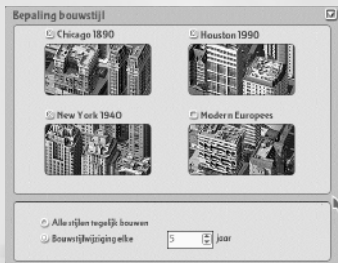 Bepaling bouwstijl
Chicago 1890
Houston 1990
New York 1940
Modern Europees
Alle stijlen tegelijk bouwen
Bouwstijlwijziging elke 5 jaar